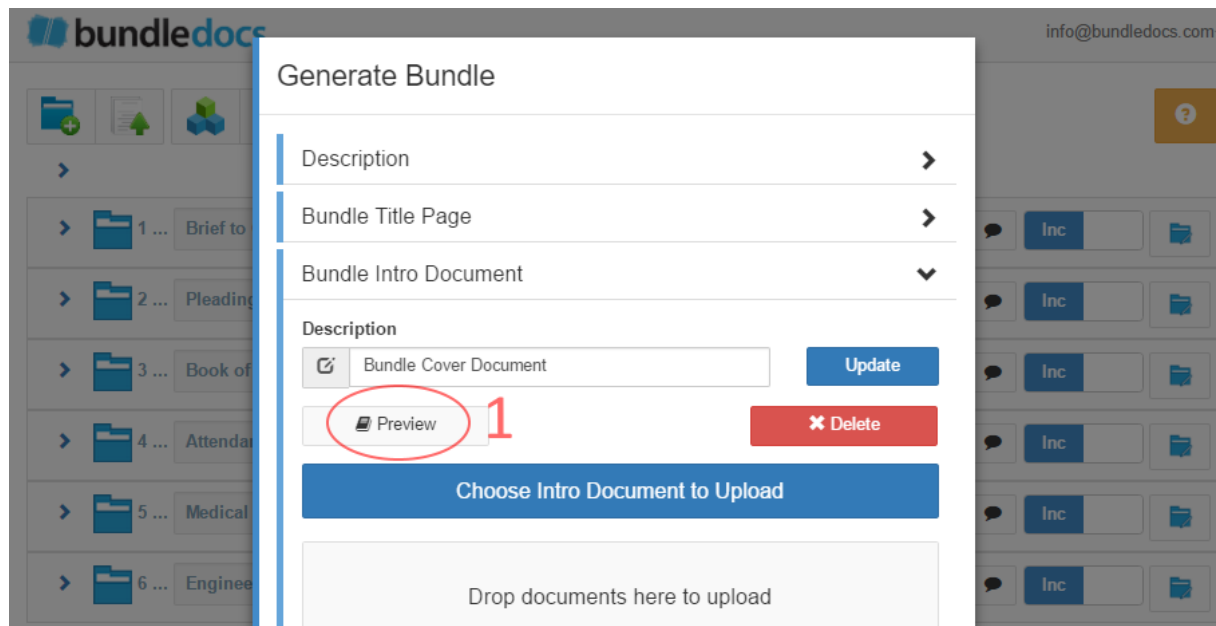 bundledocs
info@bundledocs.com
Generate Bundle
Description
Bundle Title Page
Bundle Intro Document
Description
Bundle Cover Document
Update
Preview
1
Delete
Choose Intro Document to Upload
Drop documents here to upload
1 ... Brief to
Inc
2 ... Pleading
Inc
3 ... Book of
Inc
4 ... Attendan
Inc
5 ... Medical
Inc
6 ... Enginee
Inc